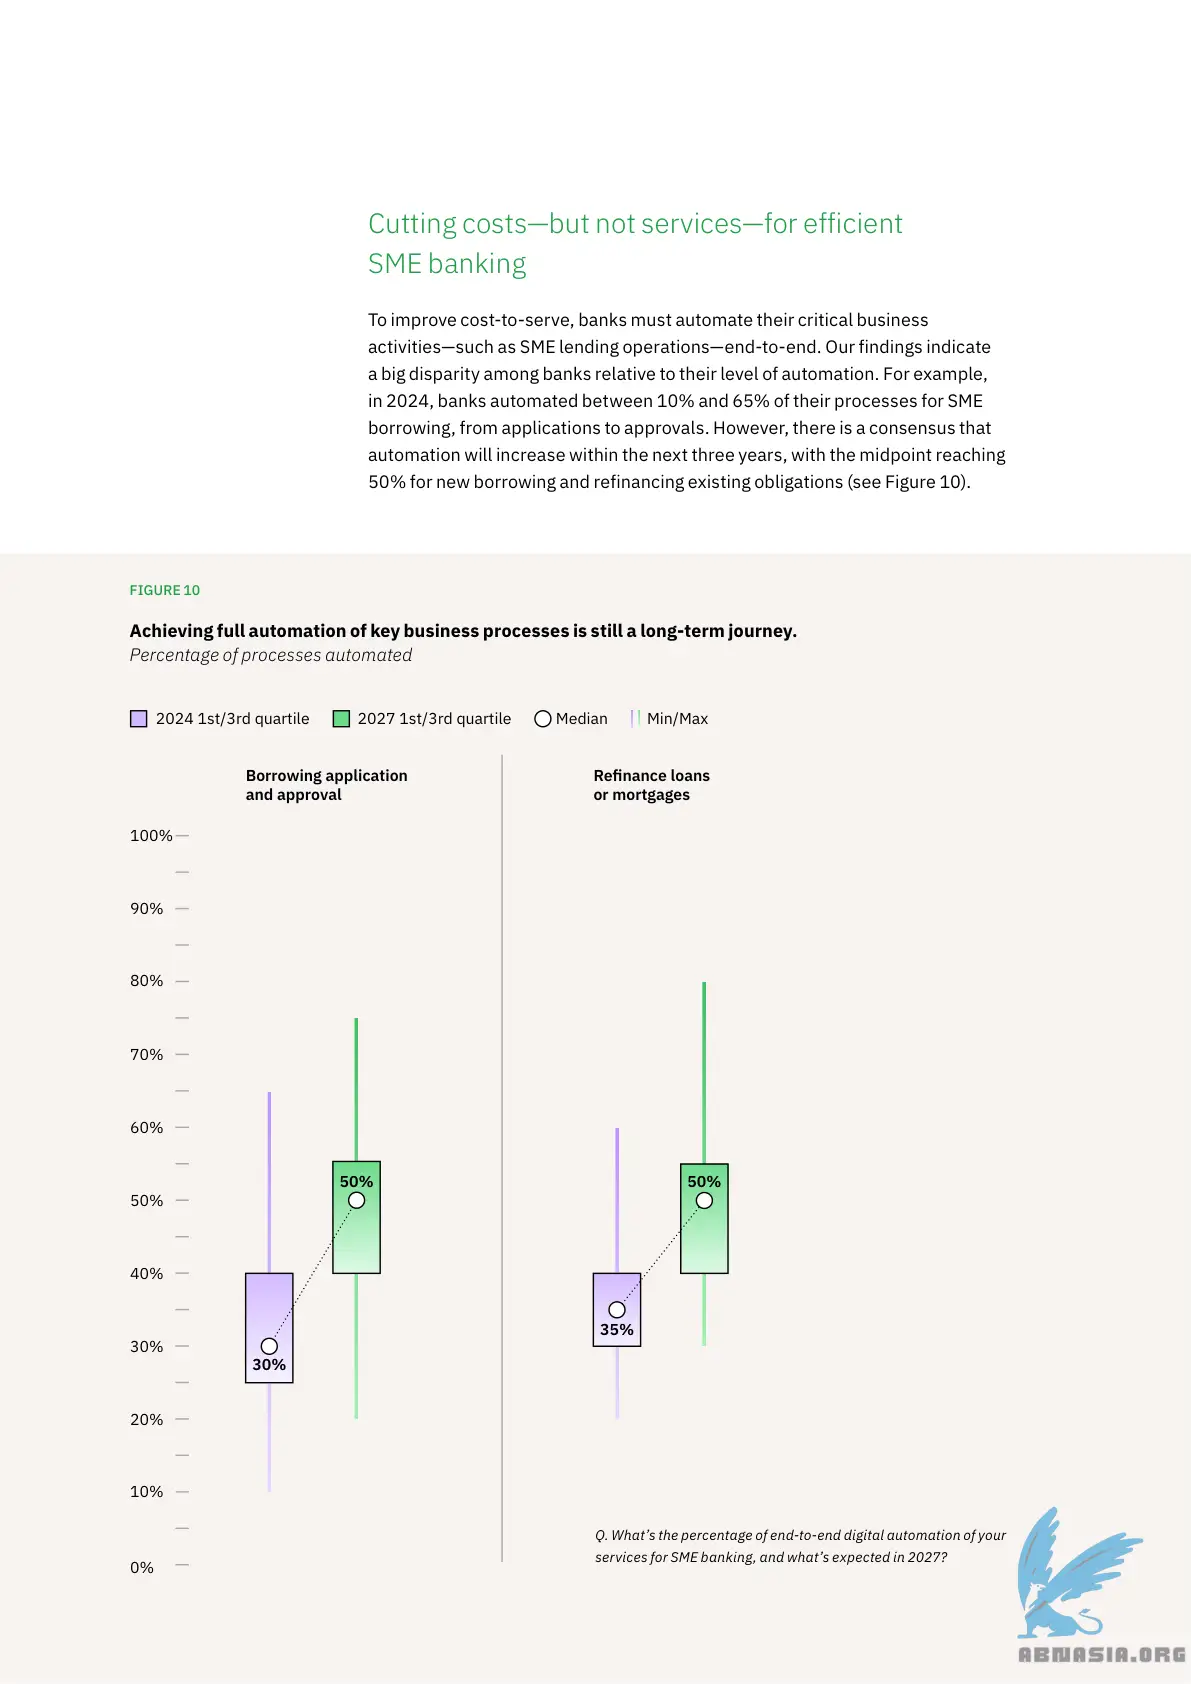 Cutting costs—but not services—for efficient
SME banking
To improve cost-to-serve, banks must automate their critical business
activities—such as SME lending operations—end-to-end. Our findings indicate
a big disparity among banks relative to their level of automation. For example,
in 2024, banks automated between 10% and 65% of their processes for SME
borrowing, from applications to approvals. However, there is a consensus that
automation will increase within the next three years, with the midpoint reaching
50% for new borrowing and refinancing existing obligations (see Figure 10).
FIGURE 10
Achieving full automation of key business processes is still a long-term journey.
Percentage of processes automated
2024 1st/3rd quartile 2027 1st/3rd quartile Median Min/Max
Borrowing application
and approval
Refinance loans
or mortgages
100%
90%
80%
70%
60%
50%
40%
30%
20%
10%
0%
50%
30%
50%
35%
Q. What's the percentage of end-to-end digital automation of your
services for SME banking, and what's expected in 2027?
ABNASIA.ORG